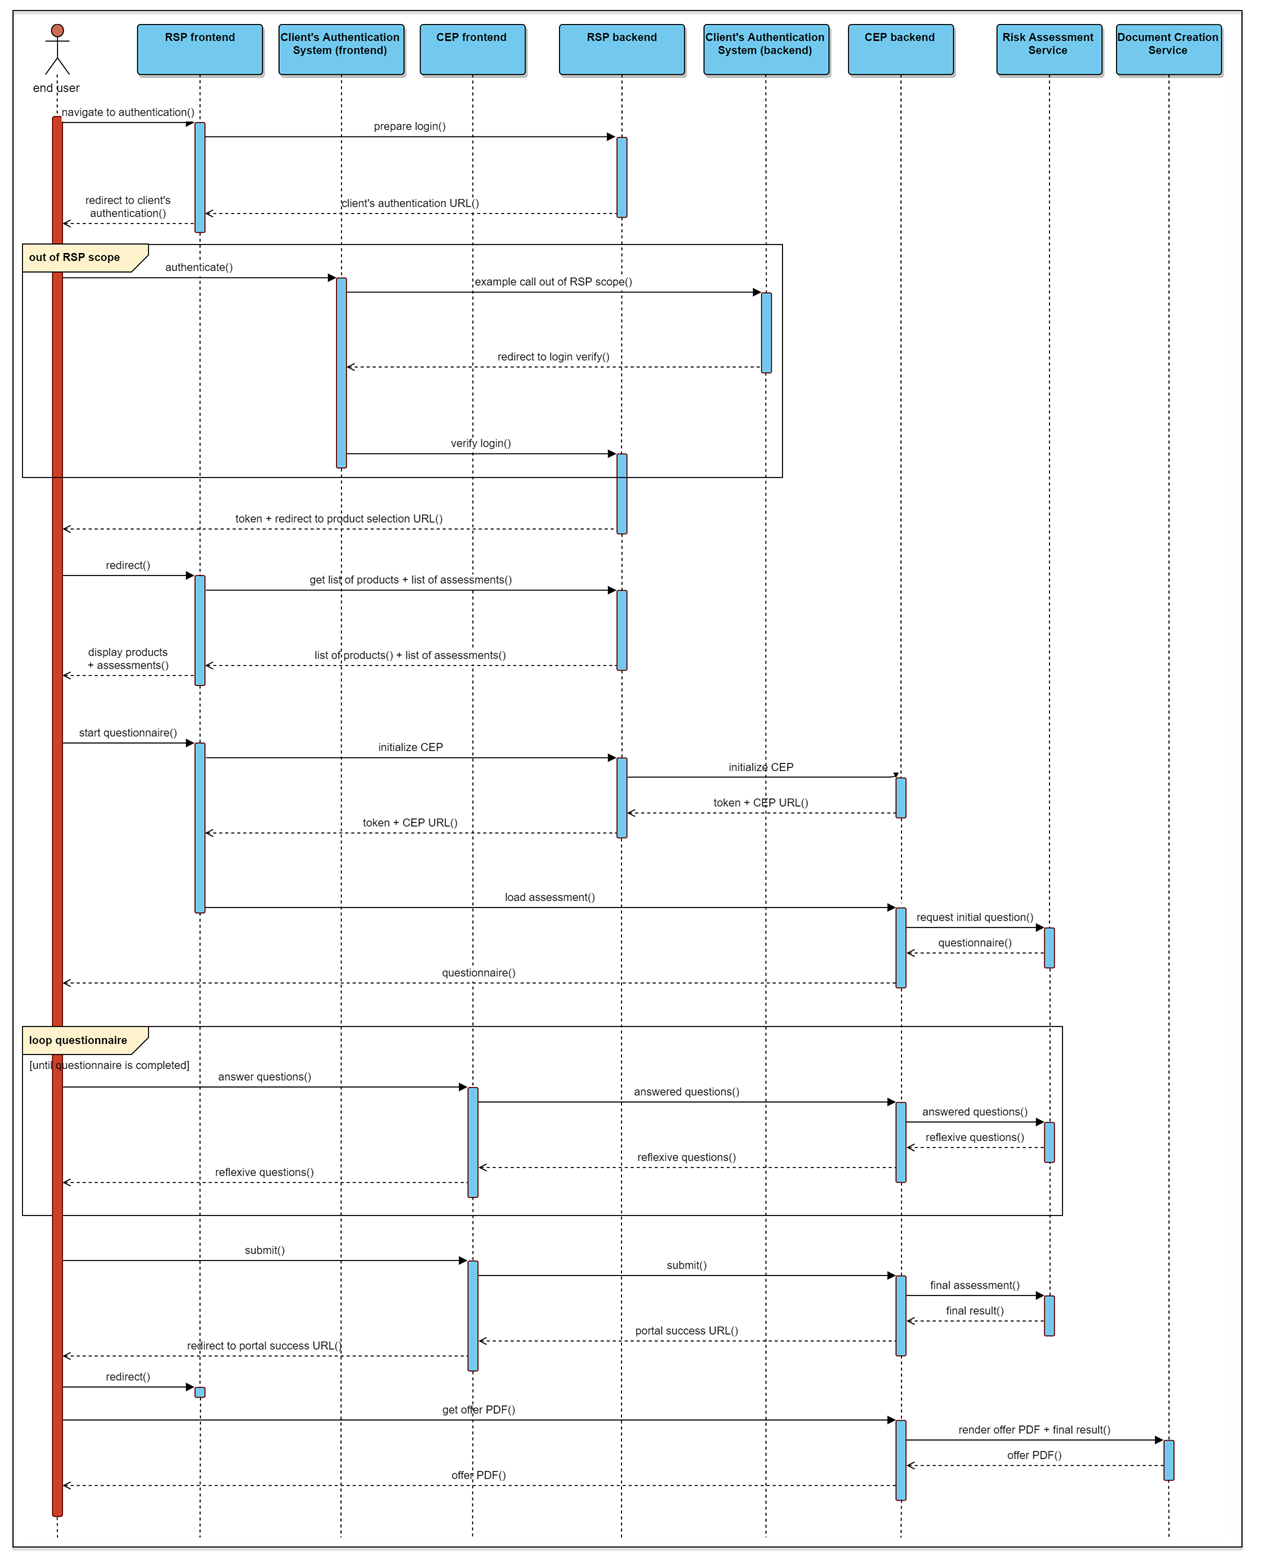 RSP frontend
Client's Authentication
System (frontend)
CEP frontend
RSP backend
Client's Authentication
System (backend)
CEP backend
Risk Assessment
Service
Document Creation
Service
end user
navigate to authentication()
prepare login()
redirect to client's
authentication()
client's authentication URL()
out of RSP scope
authenticate()
example call out of RSP scope()
redirect to login verify()
verify login()
token + redirect to product selection URL()
redirect()
get list of products + list of assessments()
display products
+ assessments()
list of products() + list of assessments()
start questionnaire()
initialize CEP
initialize CEP
token + CEP URL()
token + CEP URL()
load assessment()
request initial question()
questionnaire()
questionnaire()
loop questionnaire
[until questionnaire is completed]
answer questions()
answered questions()
answered questions()
reflexive questions()
reflexive questions()
reflexive questions()
submit()
submit()
final assessment()
final result()
portal success URL()
redirect to portal success URL()
redirect()
get offer PDF()
render offer PDF + final result()
offer PDF()
offer PDF()